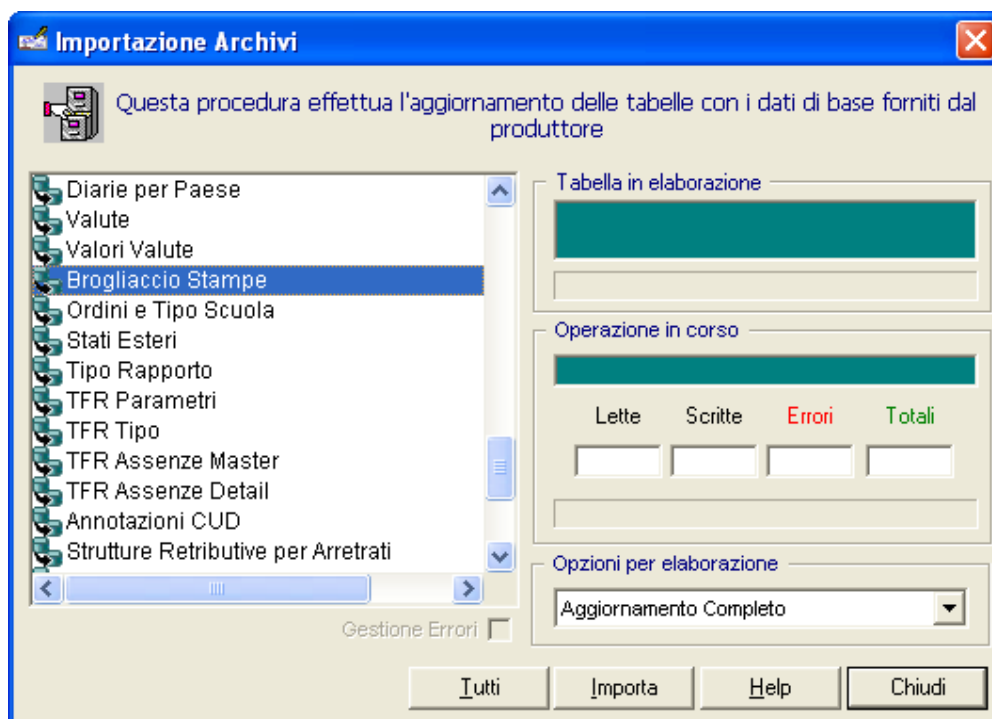 Importazione Archivi
Questa procedura effettua l'aggiornamento delle tabelle con i dati di base forniti dal
produttore
Diarie per Paese
Valute
Valori Valute
Brogliaccio Stampe
Ordini e Tipo Scuola
Stati Esteri
Tipo Rapporto
TFR Parametri
TFR Tipo
TFR Assenze Master
TFR Assenze Detail
Annotazioni CUD
Strutture Retributive per Arretrati
Gestione Errori
Tabella in elaborazione
Operazione in corso
Lette Scritte Errori Totali
Opzioni per elaborazione
Aggiornamento Completo
Tutti Importa Help Chiudi